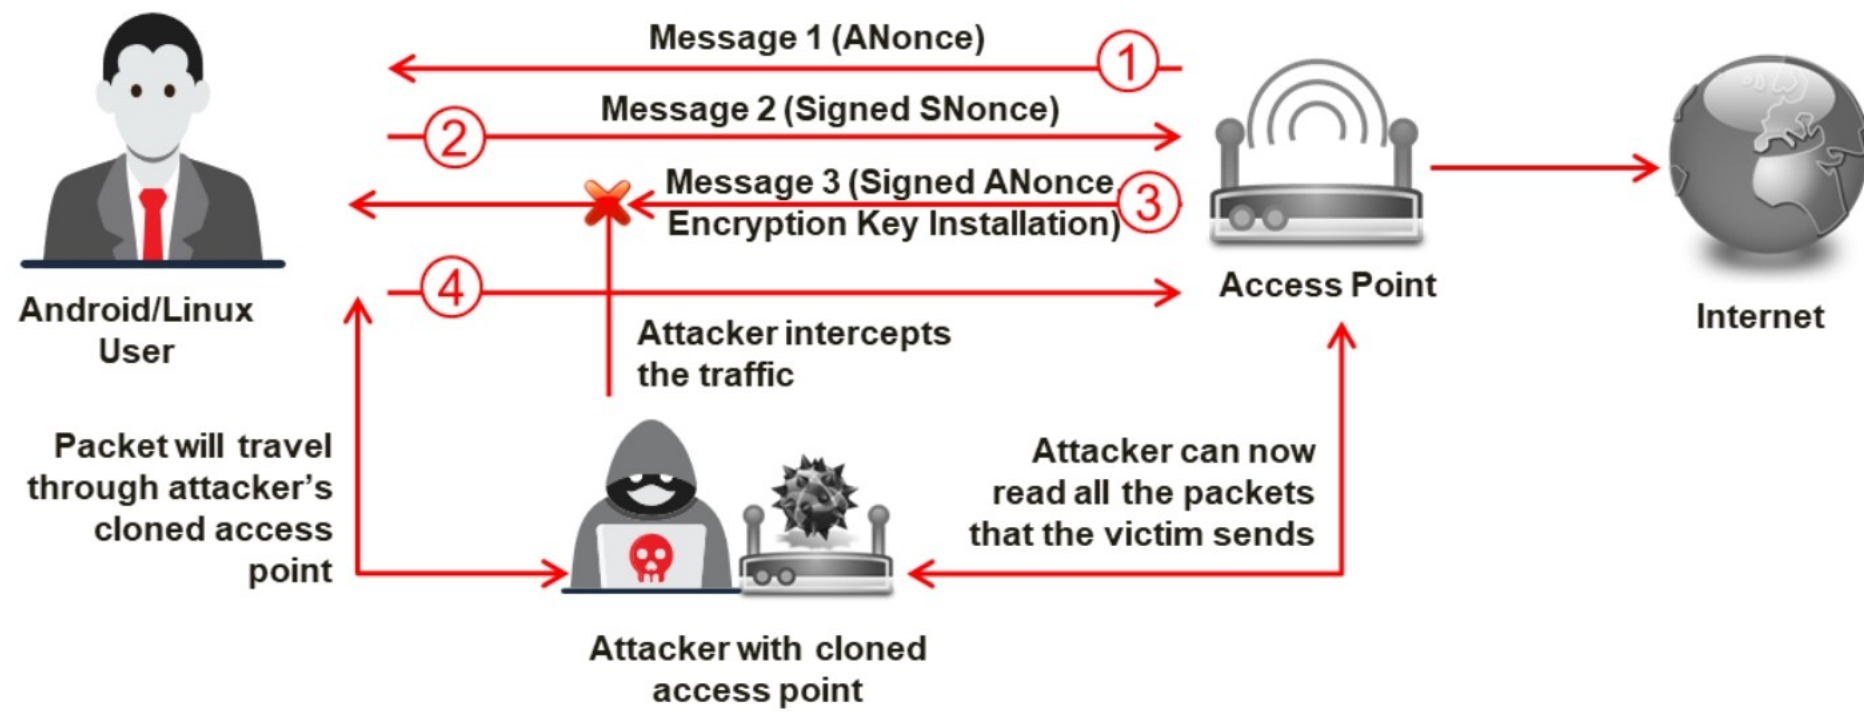 Message 1 (ANonce)
1
Message 2 (Signed SNonce)
2
Message 3 (Signed ANonce,
Encryption Key Installation)
3
4
Android/Linux
User
Access Point
Internet
Attacker intercepts
the traffic
Packet will travel
through attacker’s
cloned access
point
Attacker can now
read all the packets
that the victim sends
Attacker with cloned
access point